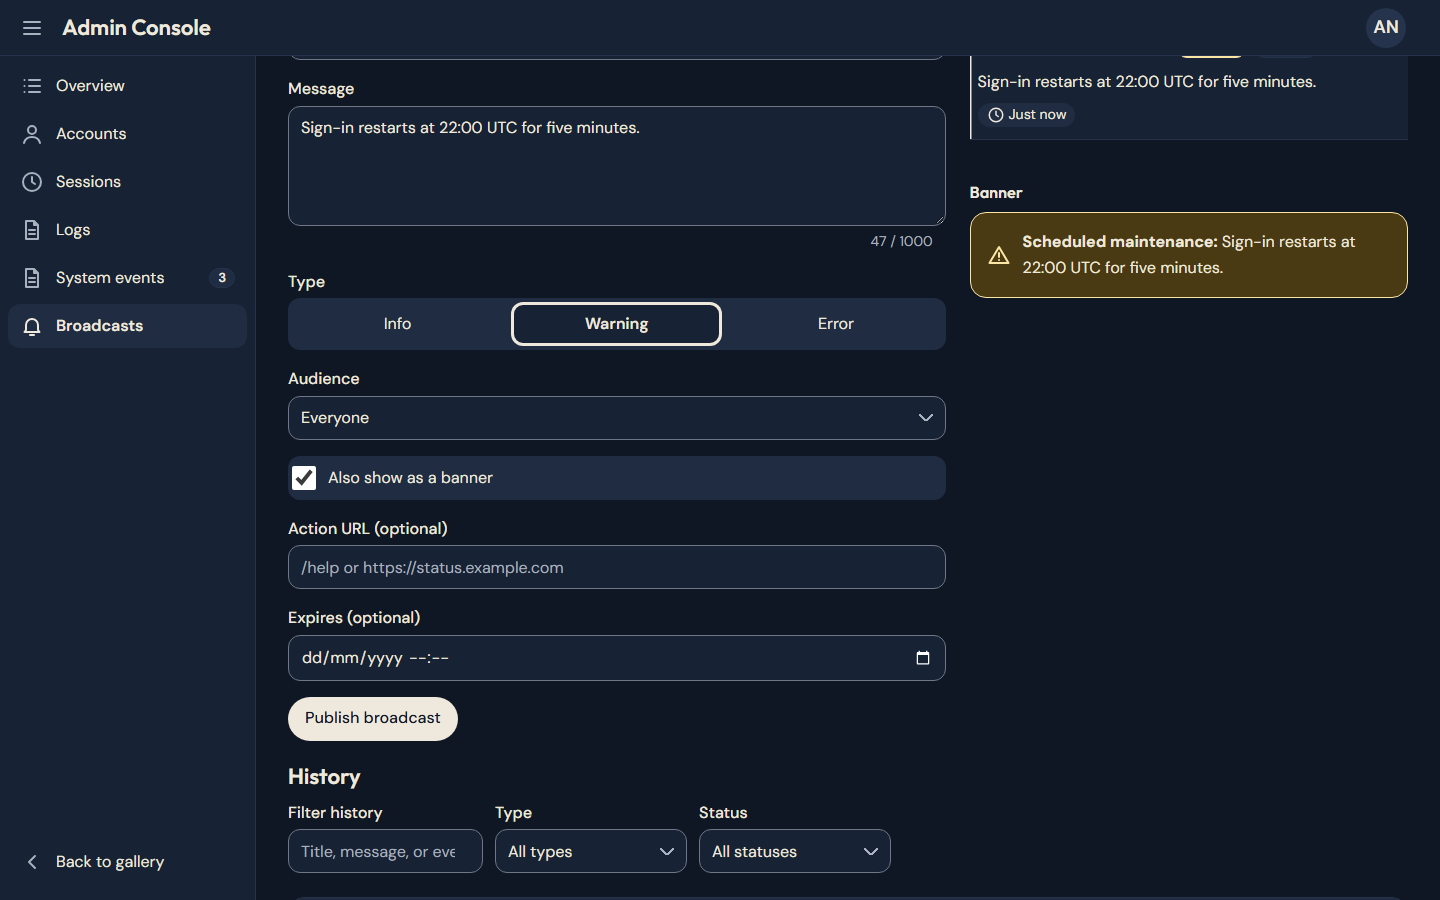 Admin Console
AN
Overview
Accounts
Sessions
Logs
System events
3
Broadcasts
Back to gallery
Message
Sign-in restarts at 22:00 UTC for five minutes.
47 / 1000
Type
Info
Warning
Error
Audience
Everyone
Also show as a banner
Action URL (optional)
/help or https://status.example.com
Expires (optional)
dd/mm/yyyy --:--
Publish broadcast
History
Filter history
Type
Status
Title, message, or eve
All types
All statuses
Sign-in restarts at 22:00 UTC for five minutes.
Just now
Banner
Scheduled maintenance: Sign-in restarts at
22:00 UTC for five minutes.